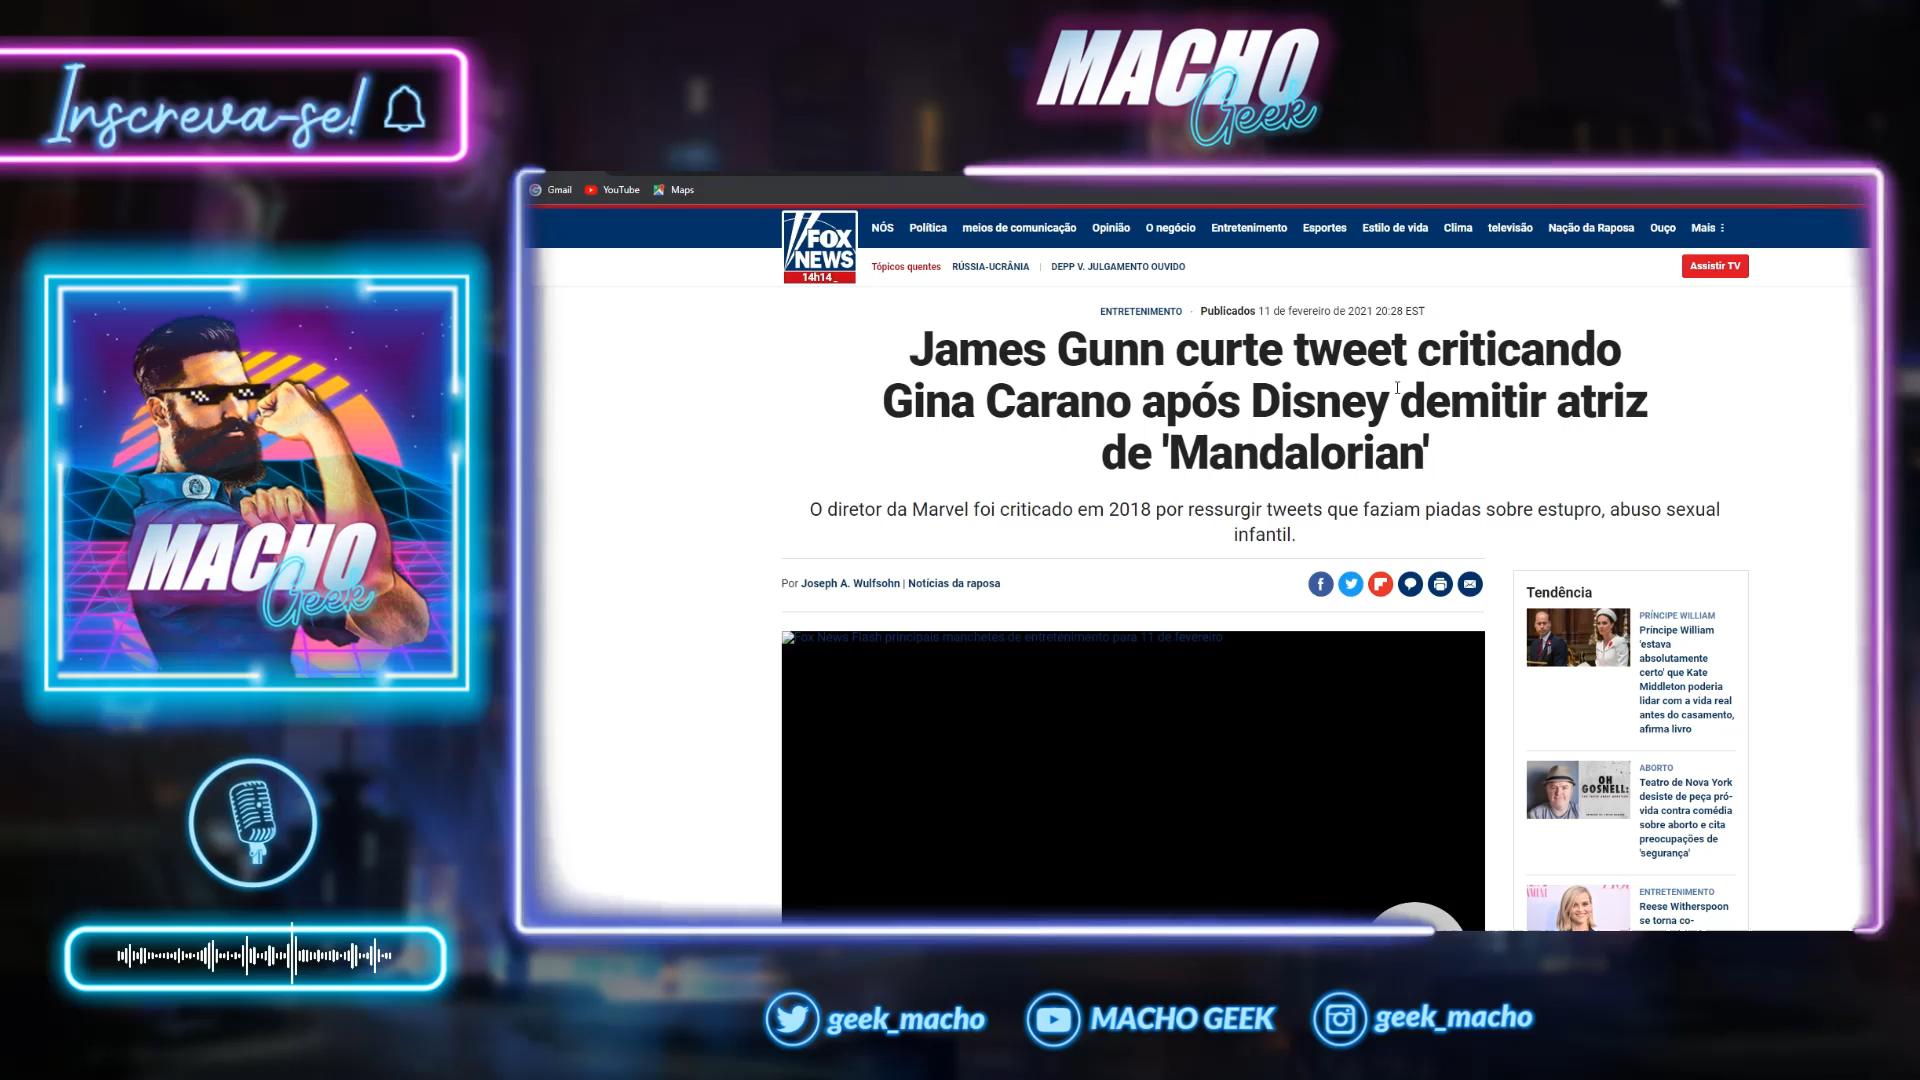 Inscreva-se!
MACHO
Geek
MACHO
Geek
Gmail YouTube Maps
FOX
NEWS
14h14_
NÓS Política meios de comunicação Opinião O negócio Entretenimento Esportes Estilo de vida Clima televisão Nação da Raposa Ouço Mais
Tópicos quentes RÚSSIA-UCRÂNIA | DEPP V. JULGAMENTO OUVIDO
Assistir TV
ENTRETENIMENTO · Publicados 11 de fevereiro de 2021 20:28 EST
James Gunn curte tweet criticando
Gina Carano após Disney demitir atriz
de 'Mandalorian'
O diretor da Marvel foi criticado em 2018 por ressurgir tweets que faziam piadas sobre estupro, abuso sexual
infantil.
Por Joseph A. Wulfsohn | Notícias da raposa
Fox News Flash principais manchetes de entretenimento para 11 de fevereiro
Tendência
PRÍNCIPE WILLIAM
Príncipe William
'estava
absolutamente
certo' que Kate
Middleton poderia
lidar com a vida real
antes do casamento,
afirma livro
OH
GOSNELL:
ABORTO
Teatro de Nova York
desiste de peça pró-
vida contra comédia
sobre aborto e cita
preocupações de
'segurança'
ENTRETENIMENTO
Reese Witherspoon
se torna co-
geek_macho
MACHO GEEK
geek_macho